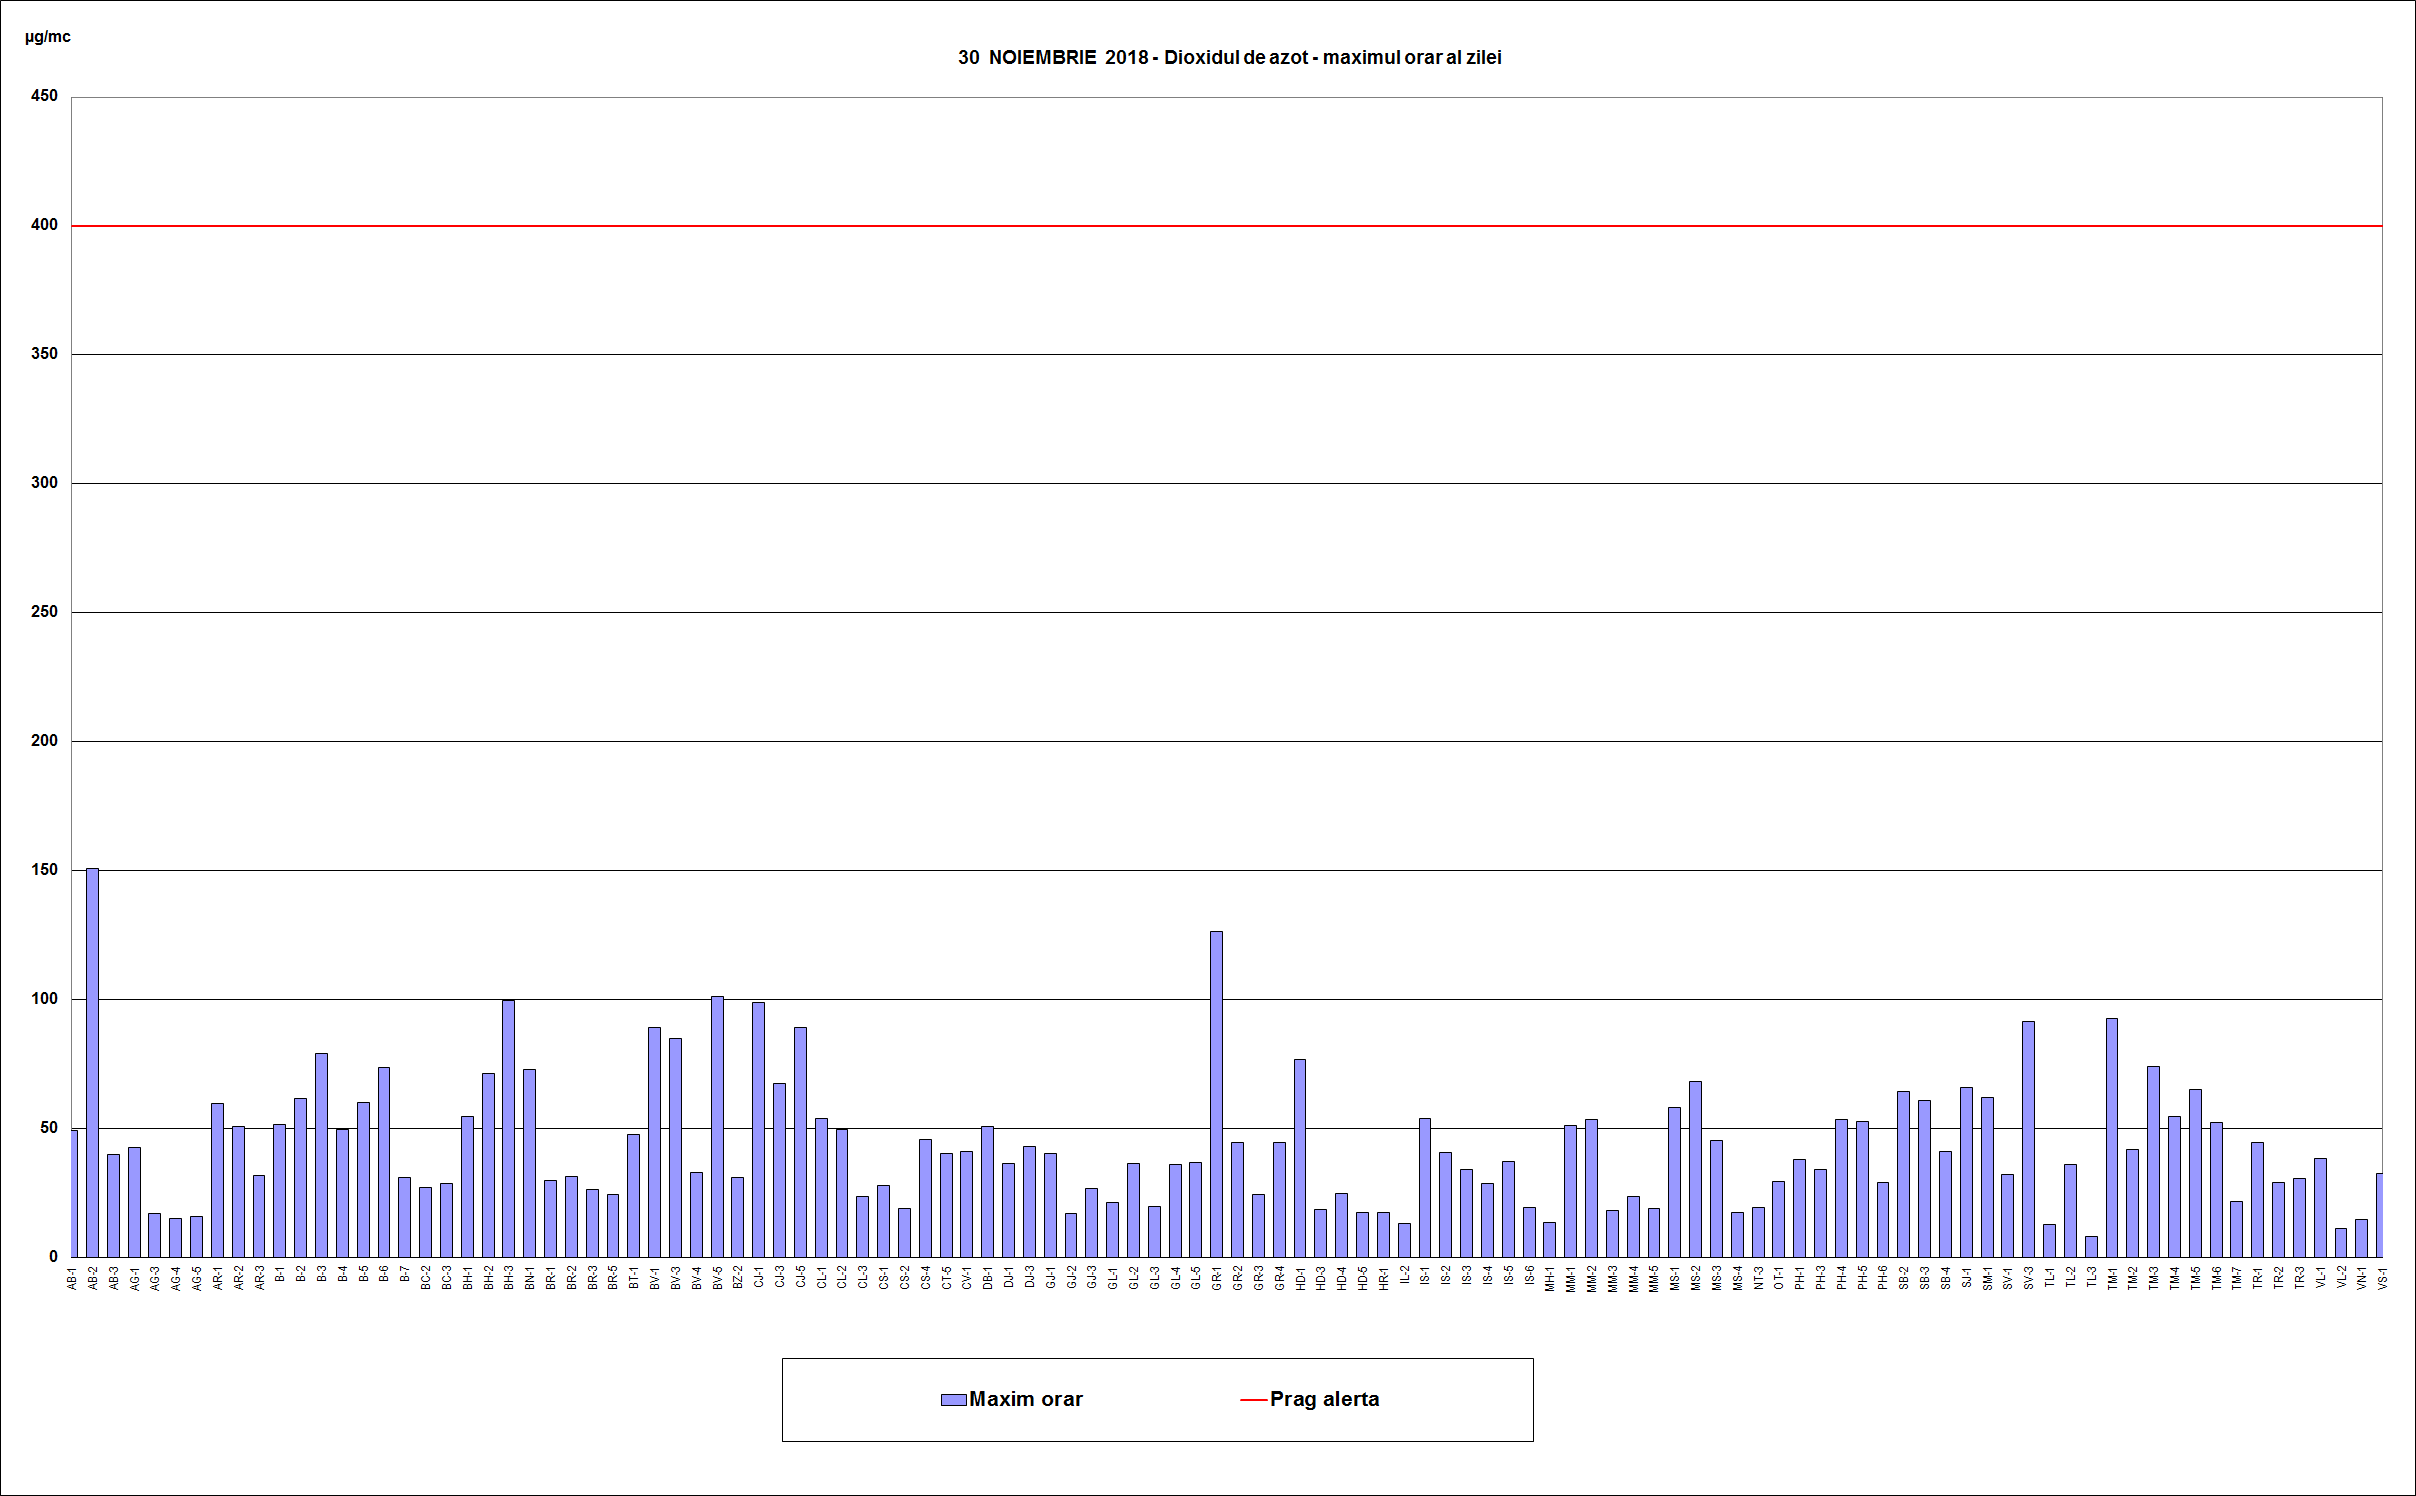 µg/mc
30 NOIEMBRIE 2018 - Dioxidul de azot - maximul orar al zilei
450
400
350
300
250
200
150
100
50
0
AB-1 AB-2 AB-3 AG-1 AG-3 AG-4 AG-5 AR-1 AR-2 AR-3 B-1 B-2 B-3 B-4 B-5 B-6 B-7 BC-2 BC-3 BH-1 BH-2 BH-3 BN-1 BR-1 BR-2 BR-3 BR-5 BT-1 BV-1 BV-3 BV-4 BV-5 BZ-2 CJ-1 CJ-3 CJ-5 CL-1 CL-2 CL-3 CS-1 CS-2 CS-4 CT-5 CV-1 DB-1 DJ-1 DJ-3 GJ-1 GJ-2 GJ-3 GL-1 GL-2 GL-3 GL-4 GL-5 GR-1 GR-2 GR-3 GR-4 HD-1 HD-3 HD-4 HD-5 HR-1 IL-2 IS-1 IS-2 IS-3 IS-4 IS-5 IS-6 MH-1 MM-1 MM-2 MM-3 MM-4 MM-5 MS-1 MS-2 MS-3 MS-4 NT-3 OT-1 PH-1 PH-3 PH-4 PH-5 PH-6 SB-2 SB-3 SB-4 SJ-1 SM-1 SV-1 SV-3 TL-1 TL-2 TL-3 TM-1 TM-2 TM-3 TM-4 TM-5 TM-6 TM-7 TR-1 TR-2 TR-3 VL-1 VL-2 VN-1 VS-1
Maxim orar Prag alerta